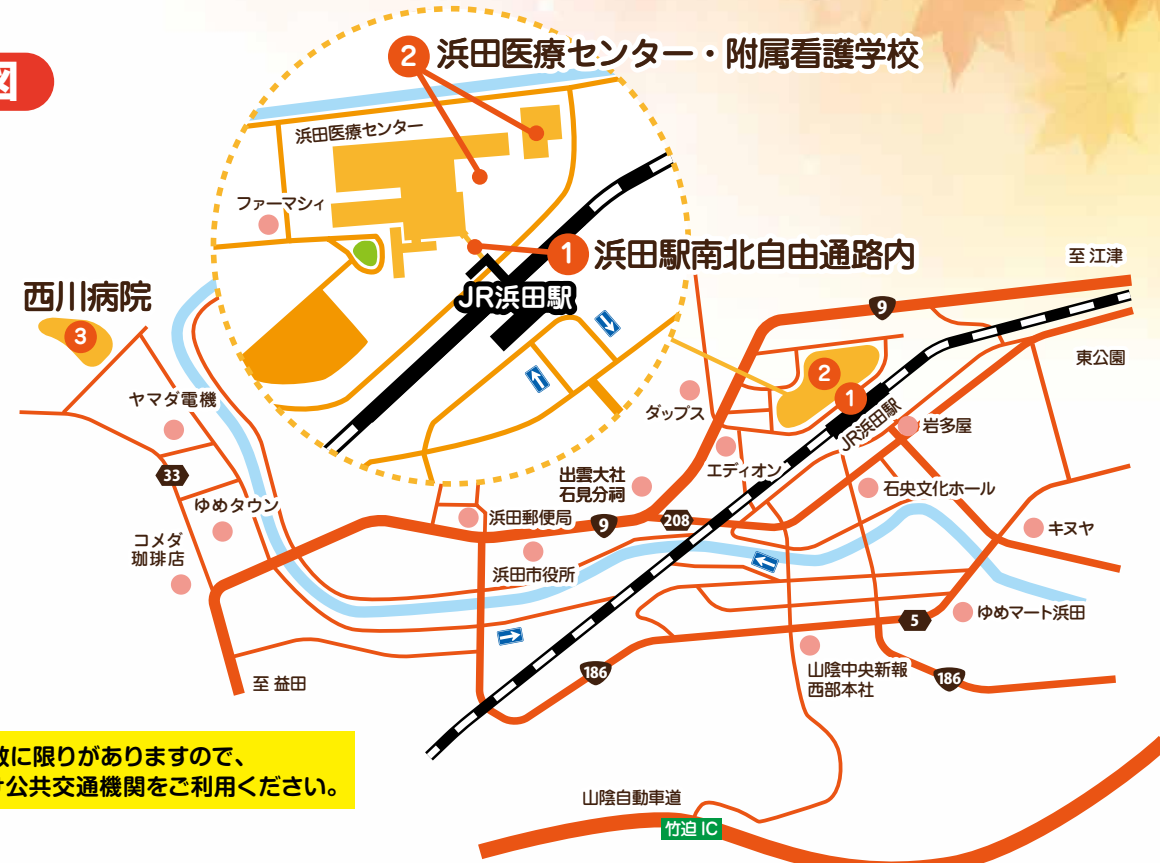 図
2 浜田医療センター・附属看護学校
浜田医療センター
ファーマシィ
1 浜田駅南北自由通路内
JR浜田駅
西川病院
3
ヤマダ電機
33
ゆめタウン
コメダ
珈琲店
至 益田
至 江津
9
東公園
2
1
JR浜田駅
ダップス
岩多屋
エディオン
出雲大社
石見分祠
石央文化ホール
浜田郵便局
9
208
キヌヤ
浜田市役所
ゆめマート浜田
5
186
山陰中央新報
西部本社
186
数に限りがありますので、
公共交通機関をご利用ください。
山陰自動車道
竹迫 IC